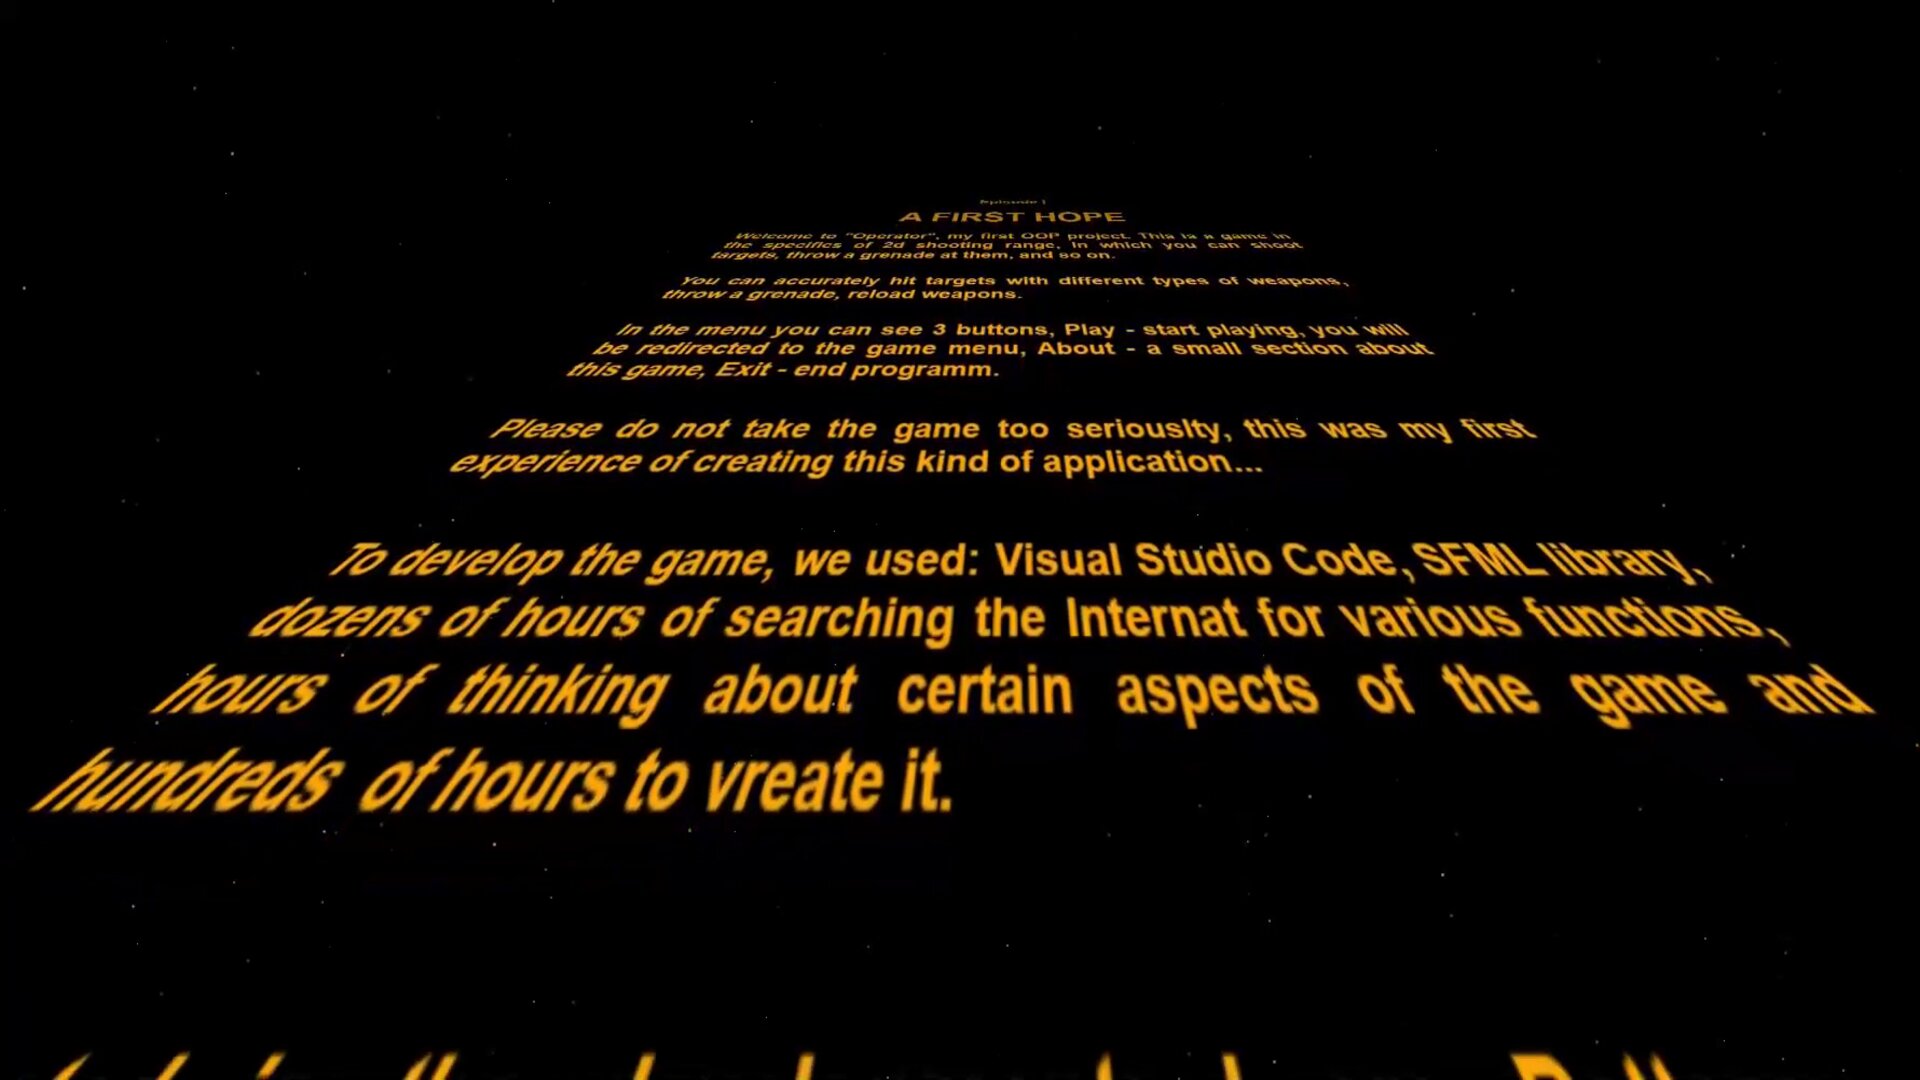 Episode I
A FIRST HOPE
Welcome to "Operator", my first OOP project. This is a game in
the specifics of 2d shooting range, in which you can shoot
targets, throw a grenade at them, and so on.
You can accurately hit targets with different types of weapons,
throw a grenade, reload weapons.
In the menu you can see 3 buttons, Play - start playing, you will
be redirected to the game menu, About - a small section about
this game, Exit - end programm.
Please do not take the game too seriouslty, this was my first
experience of creating this kind of application...
To develop the game, we used: Visual Studio Code, SFML library,
dozens of hours of searching the Internat for various functions,
hours of thinking about certain aspects of the game and
hundreds of hours to vreate it.